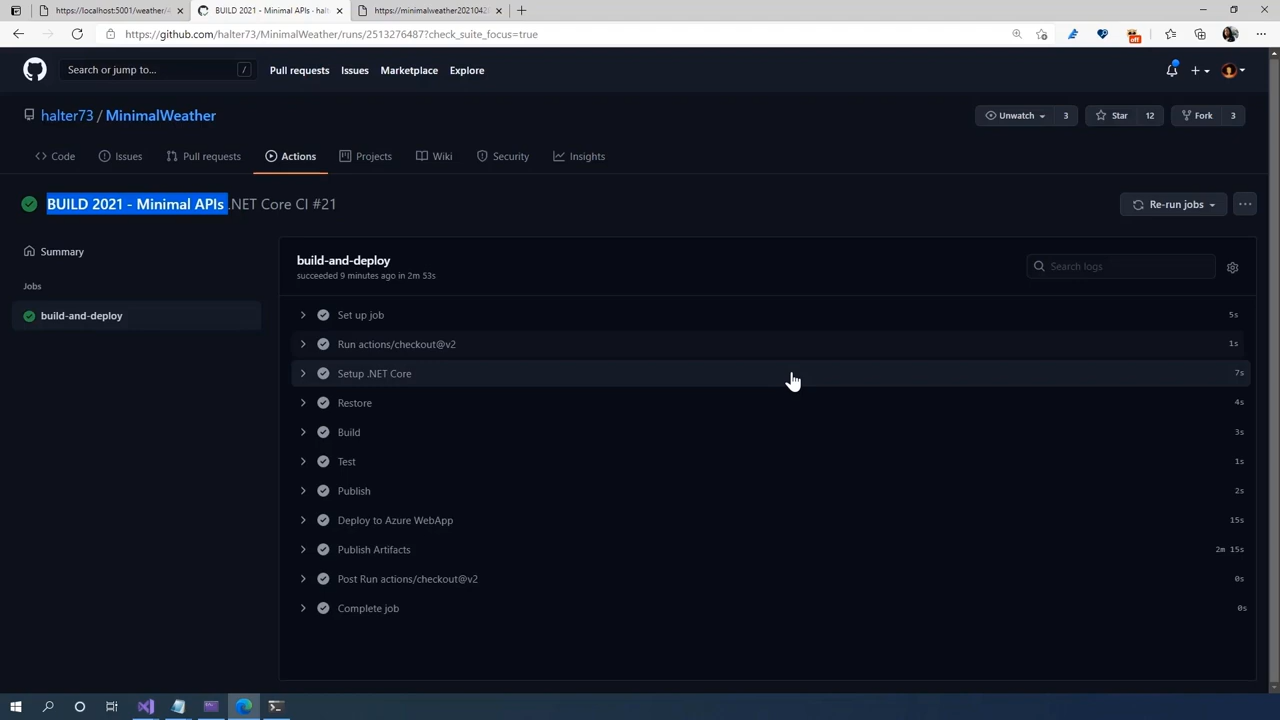 https://localhost:5001/weather/4
BUILD 2021 - Minimal APIs · halt
https://minimalweather20210428
https://github.com/halter73/MinimalWeather/runs/2513276487?check_suite_focus=true
off
Search or jump to...
/
Pull requests
Issues
Marketplace
Explore
halter73 / MinimalWeather
Unwatch 3
Star 12
Fork 3
Code
Issues
Pull requests
Actions
Projects
Wiki
Security
Insights
BUILD 2021 - Minimal APIs .NET Core CI #21
Re-run jobs
Summary
Jobs
build-and-deploy
build-and-deploy
succeeded 9 minutes ago in 2m 53s
Search logs
Set up job 5s
Run actions/checkout@v2 1s
Setup .NET Core 7s
Restore 4s
Build 3s
Test 1s
Publish 2s
Deploy to Azure WebApp 15s
Publish Artifacts 2m 15s
Post Run actions/checkout@v2 0s
Complete job 0s